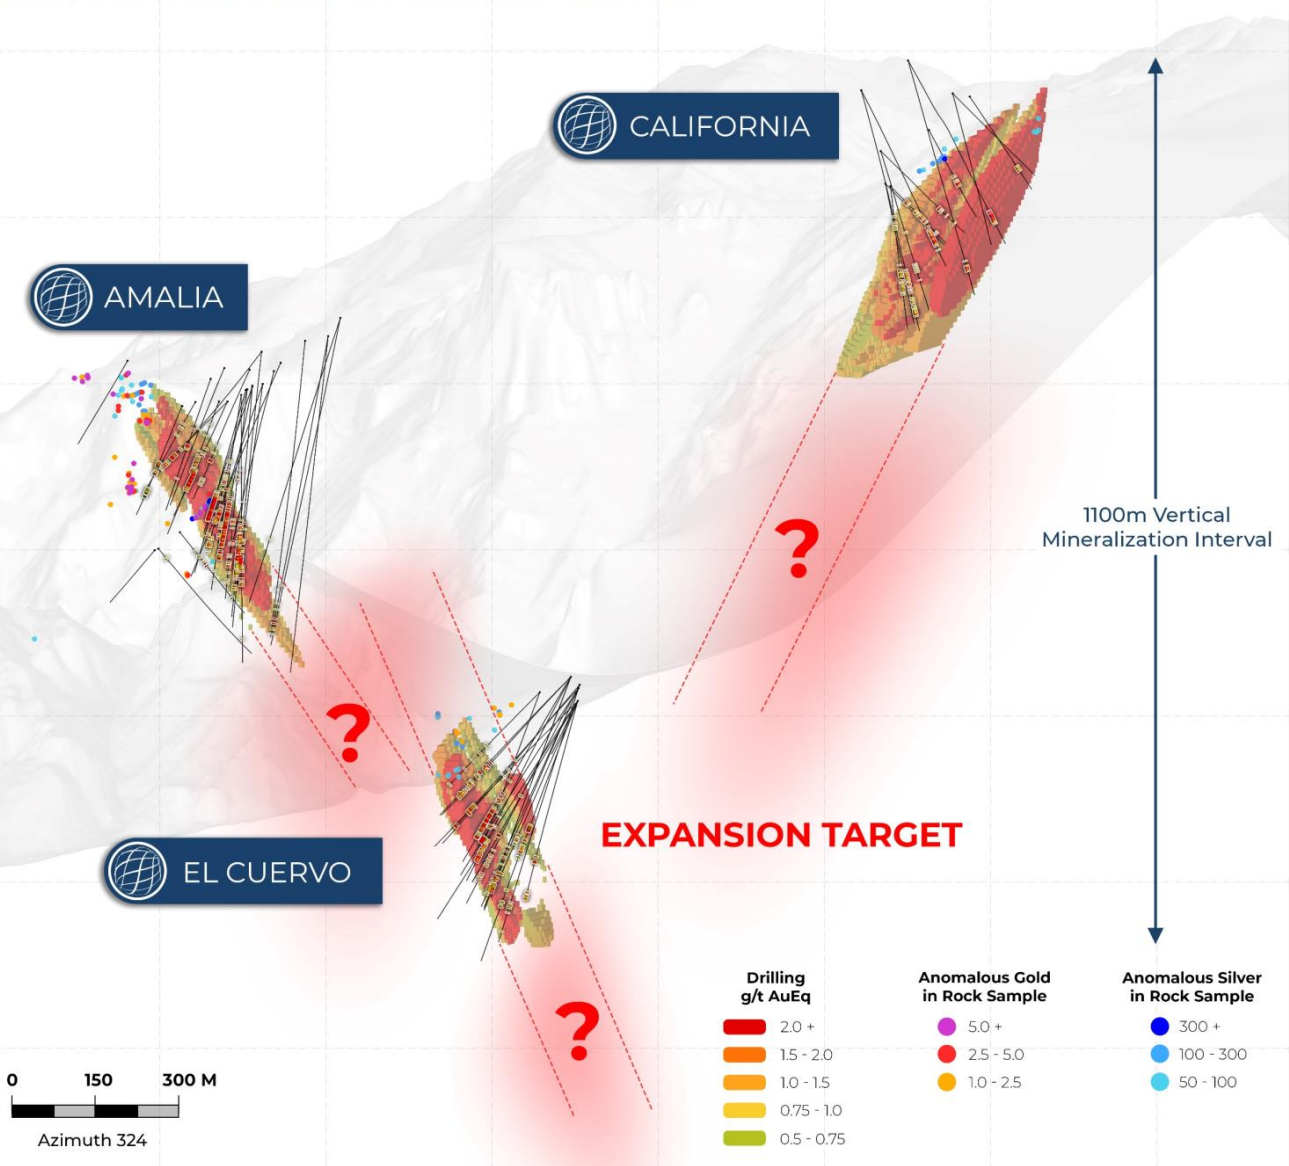 CALIFORNIA
AMALIA
1100m Vertical
Mineralization Interval
?
?
EXPANSION TARGET
EL CUERVO
?
Drilling
g/t AuEq
2.0 +
1.5 - 2.0
1.0 - 1.5
0.75 - 1.0
0.5 - 0.75
Anomalous Gold
in Rock Sample
5.0 +
2.5 - 5.0
1.0 - 2.5
Anomalous Silver
in Rock Sample
300 +
100 - 300
50 - 100
0 150 300 M
Azimuth 324